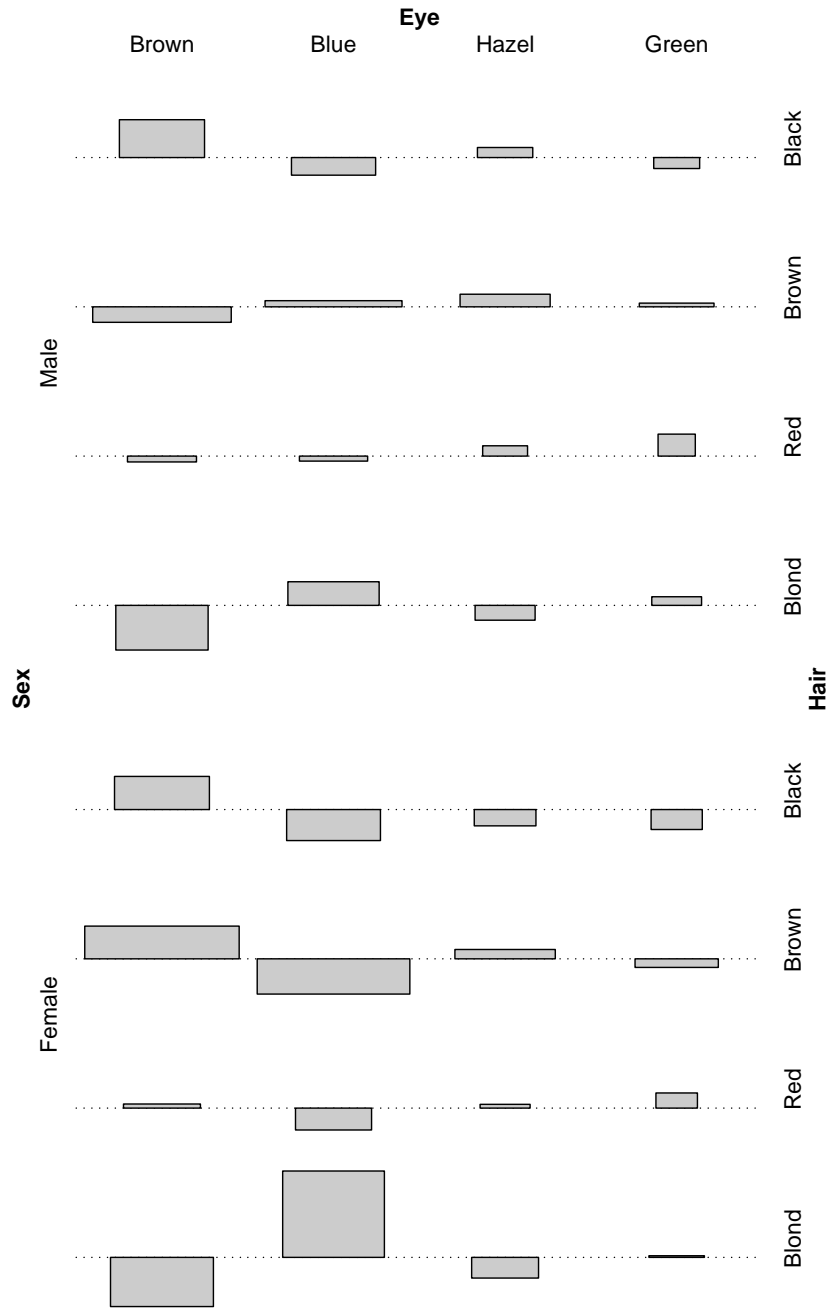 Eye
Brown Blue Hazel Green
Sex
Male
Female
Hair
Black
Brown
Red
Blond
Black
Brown
Red
Blond